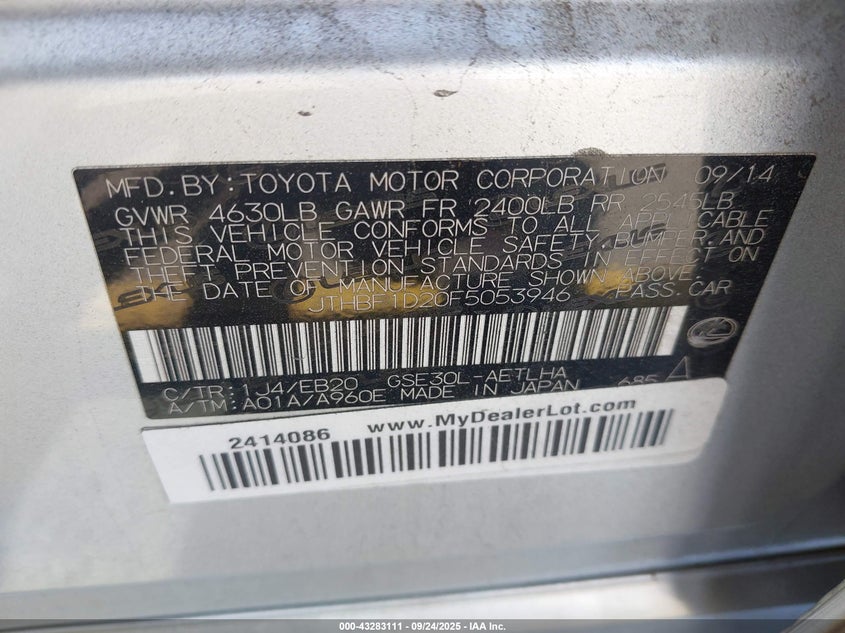 MFD.BY:TOYOTA MOTOR CORPORATION 09/14
GVWR 4630LB GAWR FR 2400LB RR 2545LB
THIS VEHICLE CONFORMS TO ALL APPLICABLE
FEDERAL MOTOR VEHICLE SAFETY,BUMPER,AND
THEFT PREVENTION STANDARDS IN EFFECT ON
THE DATE OF MANUFACTURE SHOWN ABOVE.
JTHBF1D20F5053946 PASS.CAR
C/TR:1J4/EB20 GSE30L-AETLHA
A/TM:A01A/A960E MADE IN JAPAN 685
2414086 www.MyDealerLot.com
000-43283111 - 09/24/2025 - IAA Inc.